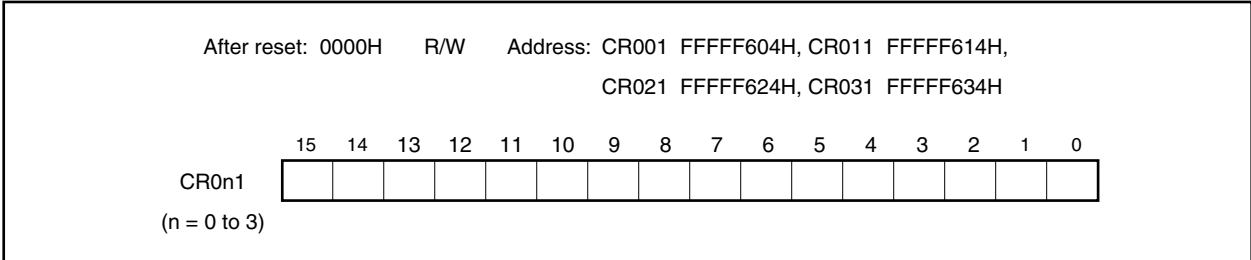 After reset: 0000H R/W Address: CR001 FFFFF604H, CR011 FFFFF614H,
CR021 FFFFF624H, CR031 FFFFF634H
15 14 13 12 11 10 9 8 7 6 5 4 3 2 1 0
CR0n1
(n = 0 to 3)